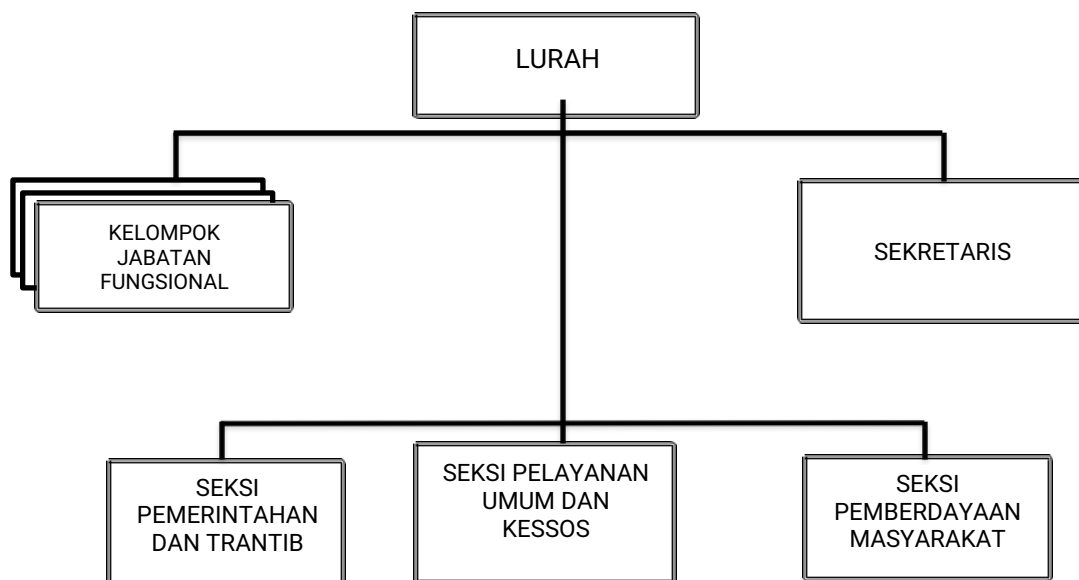 LURAH
KELOMPOK
JABATAN
FUNGSIONAL
SEKRETARIS
SEKSI
PEMERINTAHAN
DAN TRANTIB
SEKSI PELAYANAN
UMUM DAN
KESSOS
SEKSI
PEMBERDAYAAN
MASYARAKAT